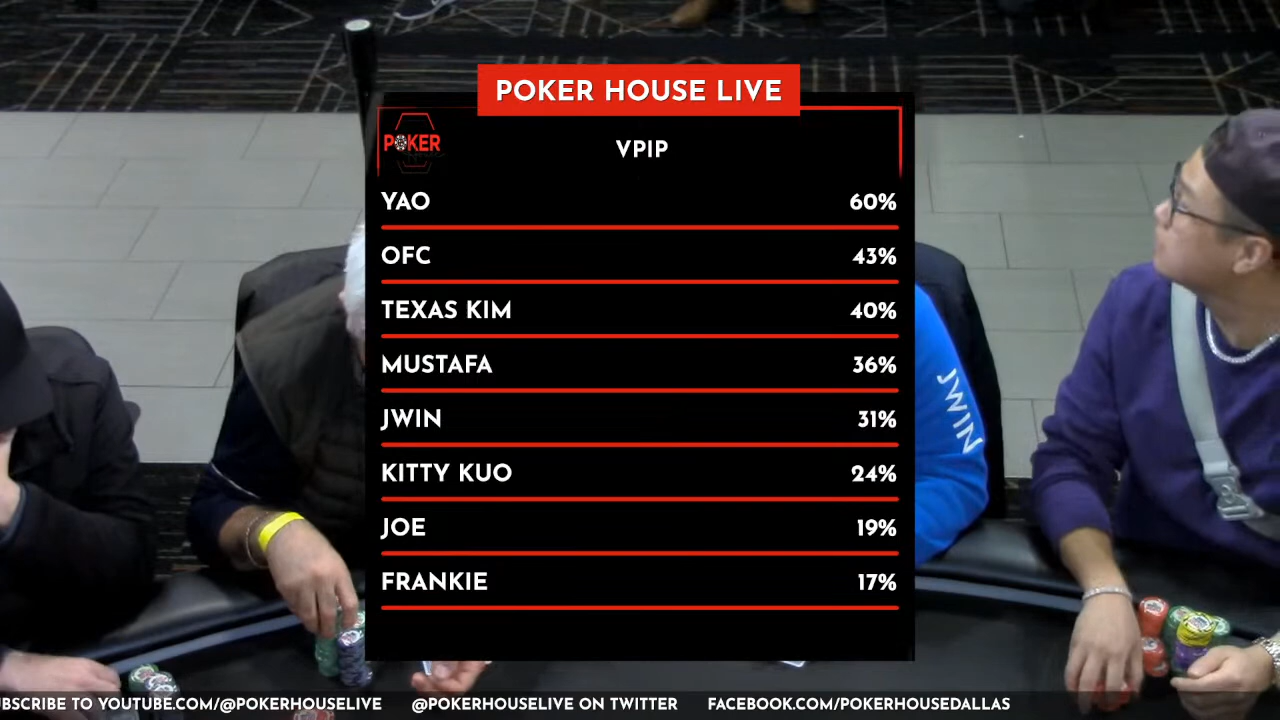 POKER HOUSE LIVE
POKER
VPIP
YAO 60%
OFC 43%
TEXAS KIM 40%
MUSTAFA 36%
JWIN 31%
KITTY KUO 24%
JOE 19%
FRANKIE 17%
JWIN
UBSCRIBE TO YOUTUBE.COM/@POKERHOUSELIVE @POKERHOUSELIVE ON TWITTER FACEBOOK.COM/POKERHOUSEDALLAS